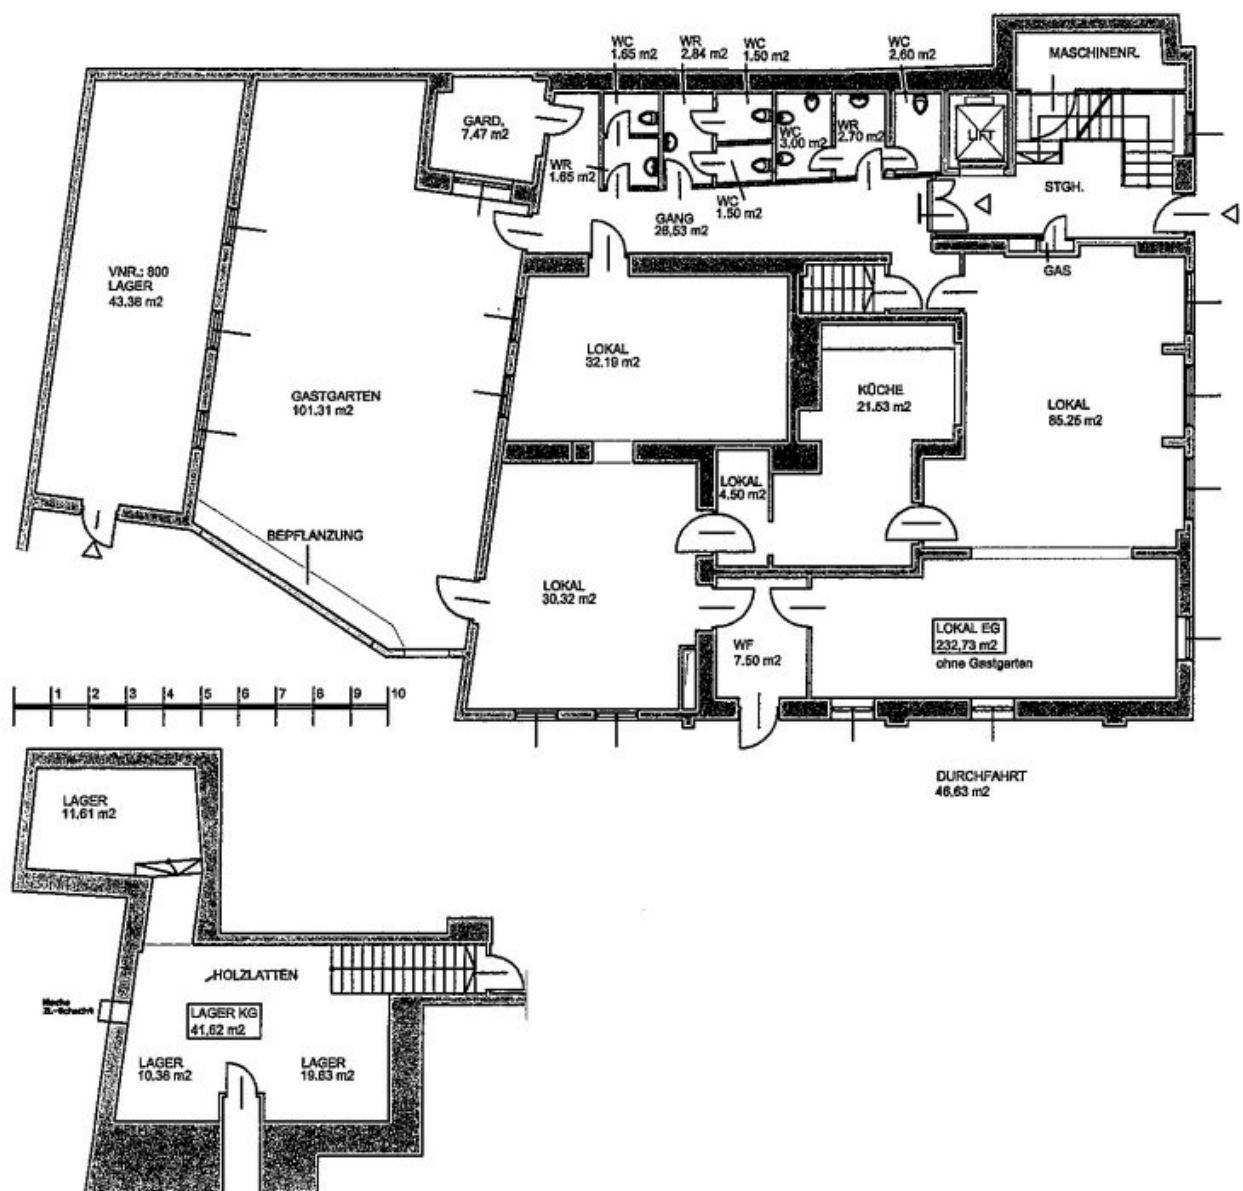 WC
1.65 m2
WR
2,84 m2
WC
1.50 m2
WC
2.60 m2
MASCHINENR.
GARD.
7,47 m2
WC
3,00 m2
WR
2.70 m2
LIFT
WR
1.65 m2
WC
1.50 m2
STGH.
GANG
26,53 m2
GAS
VNR.: 800
LAGER
43,38 m2
LOKAL
32.19 m2
GASTGARTEN
101.31 m2
KÜCHE
21.53 m2
LOKAL
85.25 m2
LOKAL
4.50 m2
BEPFLANZUNG
LOKAL
30.32 m2
WF
7.50 m2
LOKAL EG
232,73 m2
ohne Gastgarten
1 2 3 4 5 6 7 8 9 10
DURCHFAHRT
46,63 m2
LAGER
11,61 m2
HOLZLATTEN
LAGER KG
41,62 m2
LAGER
10.38 m2
LAGER
19.63 m2